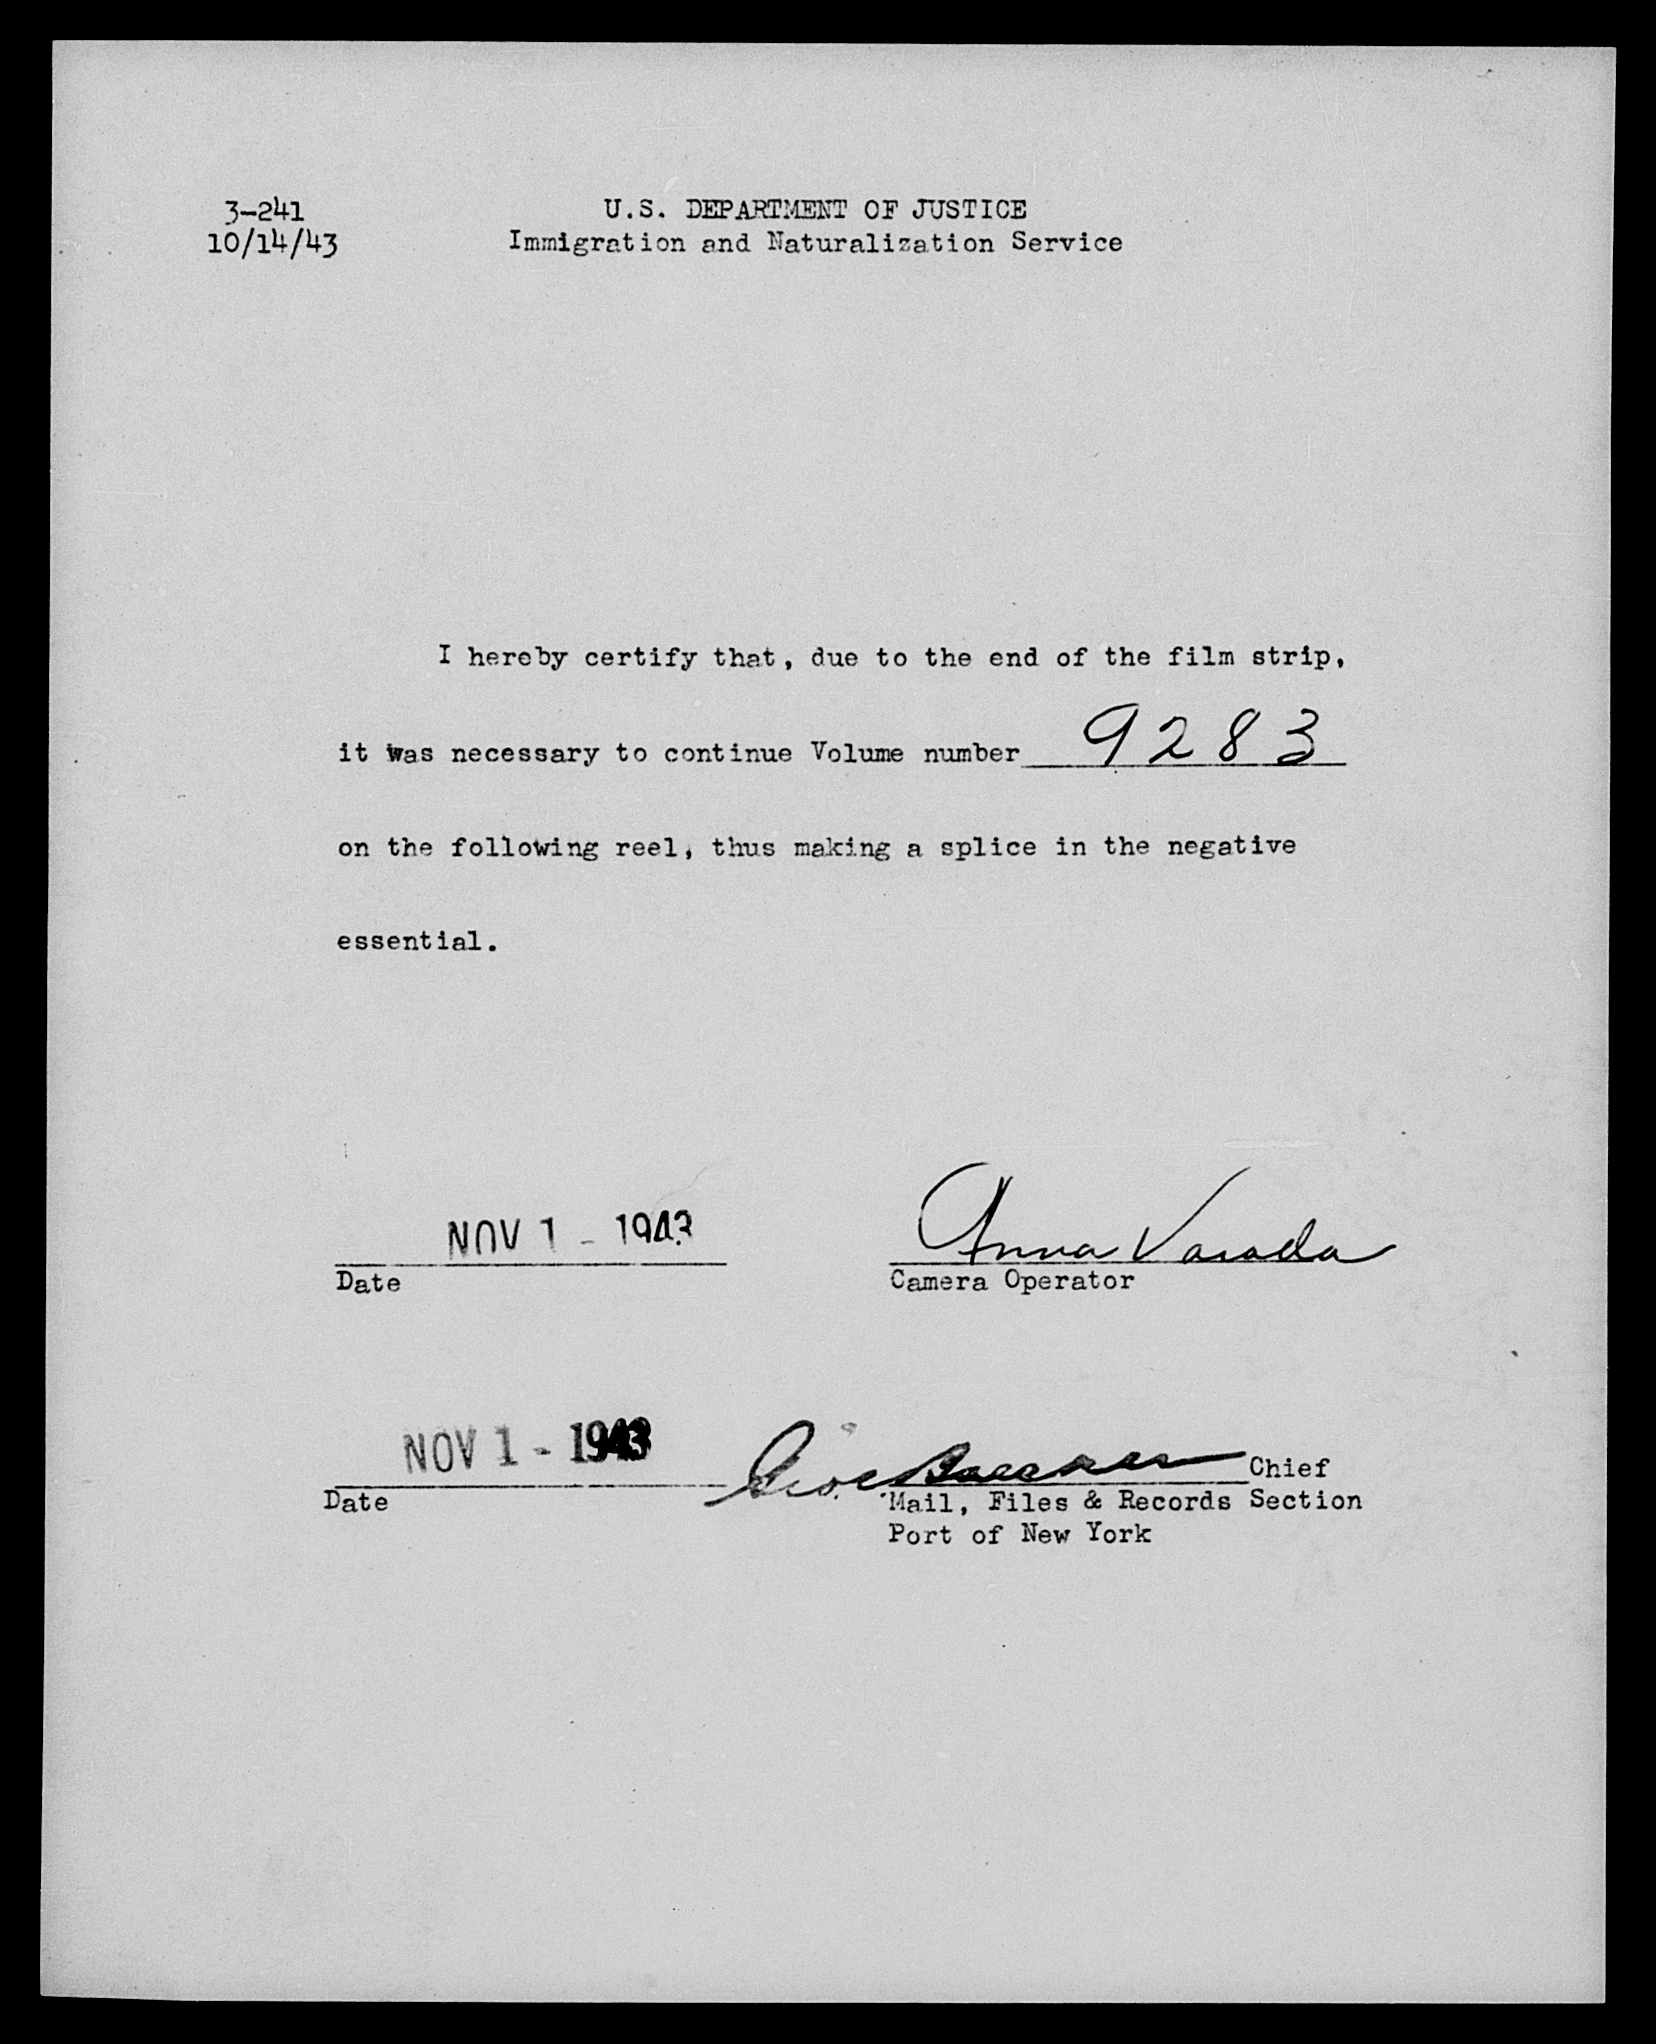 3-241
10/14/43
U.S. DEPARTMENT OF JUSTICE
Immigration and Naturalization Service
I hereby certify that, due to the end of the film strip,
it was necessary to continue Volume number 9283
on the following reel, thus making a splice in the negative
essential.
NOV 1 - 1943
Anna
Date
Camera Operator
NOV 1 - 1943
Geo.
Chief
Date
Mail, Files & Records Section
Port of New York